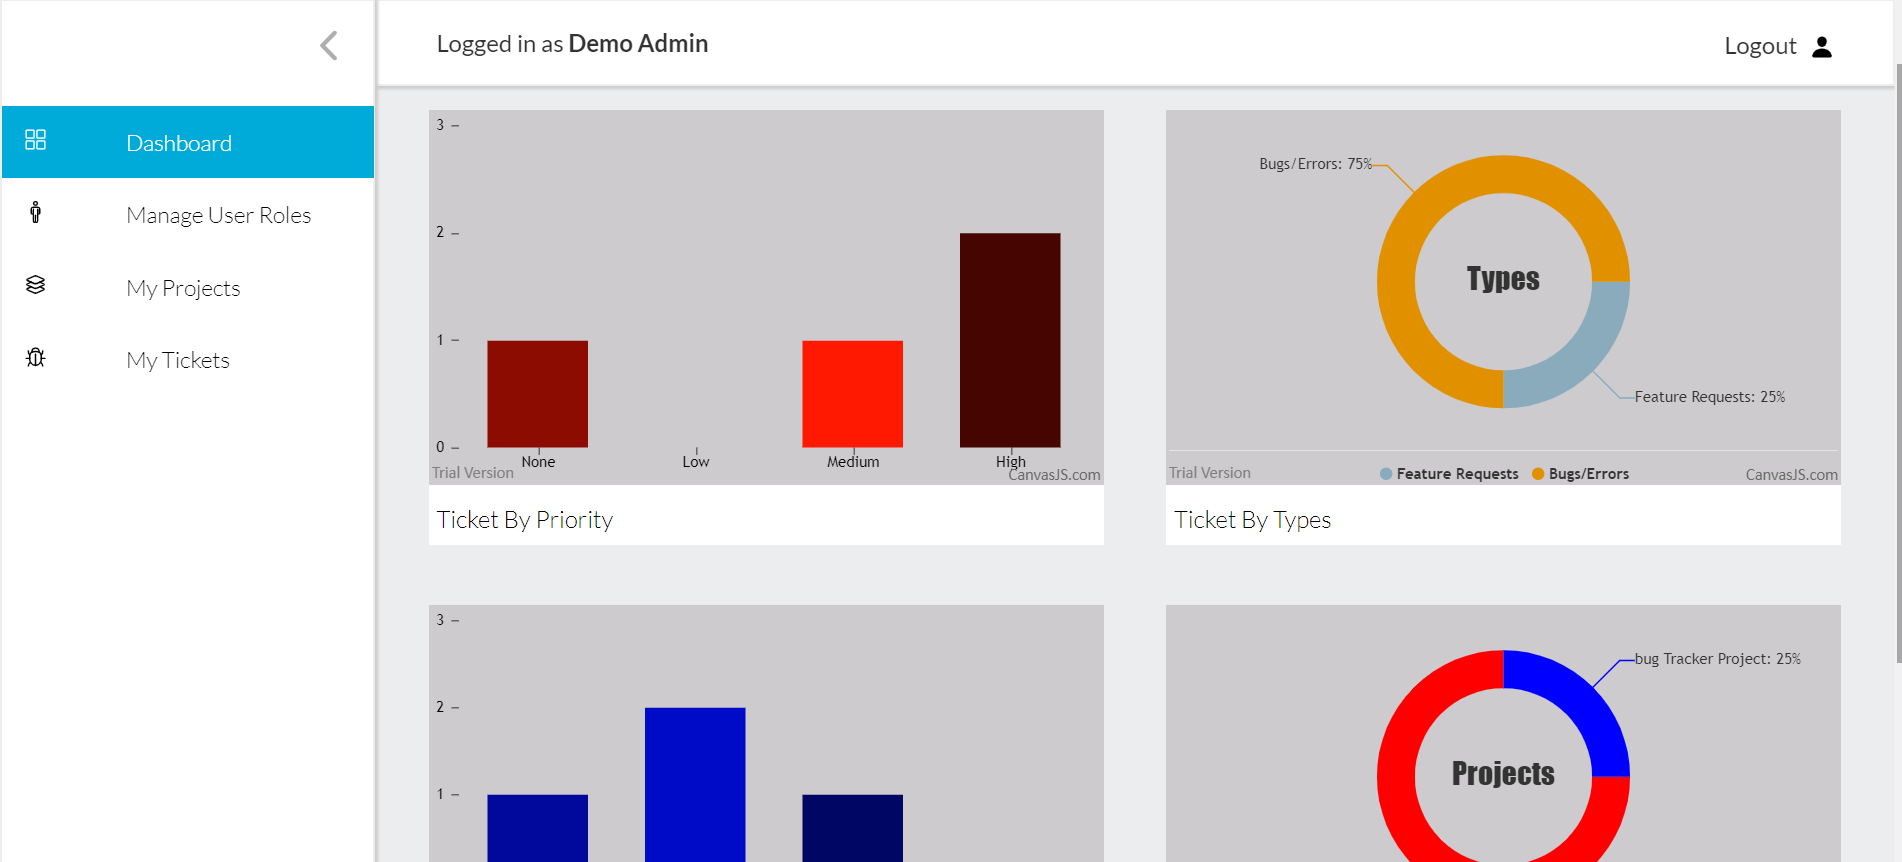 Logged in as Demo Admin
Logout
Dashboard
Manage User Roles
My Projects
My Tickets
3
2
1
0
None Low Medium High
Trial Version
CanvasJS.com
Ticket By Priority
Bugs/Errors: 75%
Types
Feature Requests: 25%
Trial Version
Feature Requests Bugs/Errors
CanvasJS.com
Ticket By Types
3
2
1
bug Tracker Project: 25%
Projects